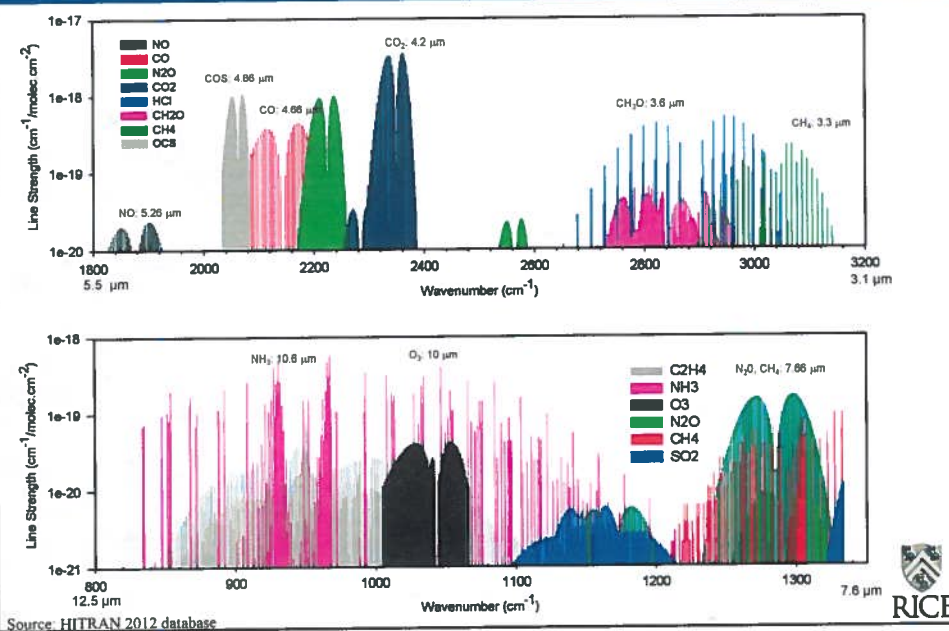 1e-17
1e-18
1e-19
1e-20
Line Strength (cm⁻¹/molec cm⁻²)
NO
CO
N2O
CO2
HCl
CH2O
CH4
OCS
COS: 4.86 µm
CO: 4.66 µm
CO₂: 4.2 µm
CH₂O: 3.6 µm
CH₄: 3.3 µm
NO: 5.26 µm
1800 2000 2200 2400 2600 2800 3000 3200
5.5 µm 3.1 µm
Wavenumber (cm⁻¹)
1e-18
1e-19
1e-20
1e-21
Line Strength (cm⁻¹/molec.cm⁻²)
NH₃: 10.6 µm
O₃: 10 µm
N₂0, CH₄: 7.66 µm
C2H4
NH3
O3
N2O
CH4
SO2
800 900 1000 1100 1200 1300
12.5 µm 7.6 µm
Wavenumber (cm⁻¹)
RICE
Source: HITRAN 2012 database